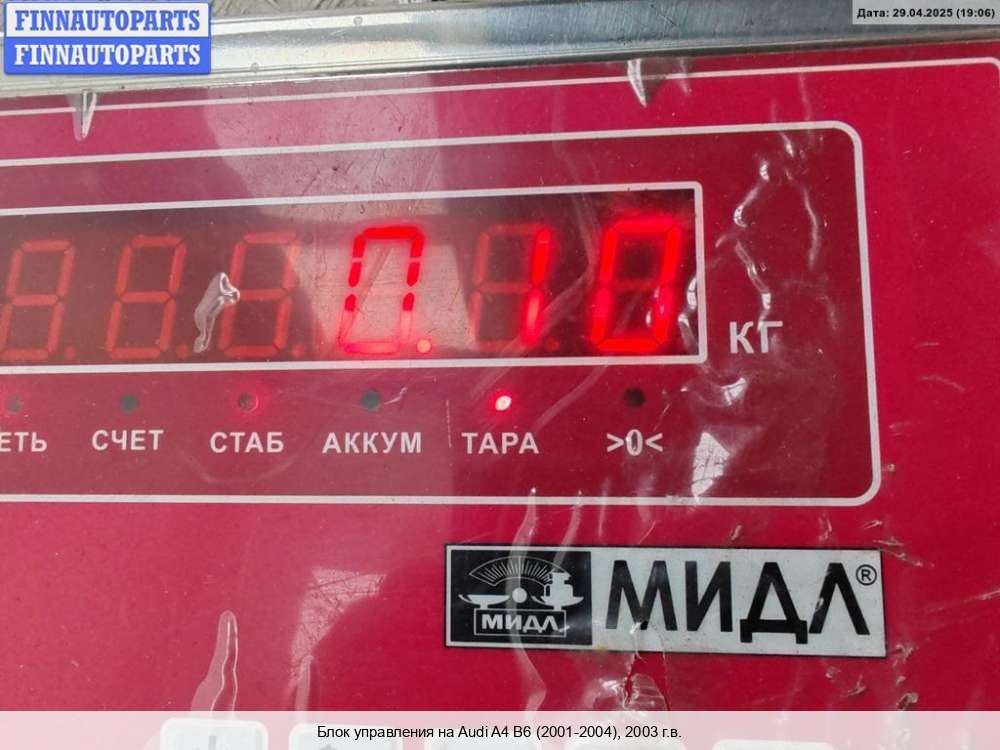 FINNAUTOPARTS
FINNAUTOPARTS
Дата: 29.04.2025 (19:06)
0.10
КГ
ЕТЬ СЧЕТ СТАБ АККУМ ТАРА >0<
МИДЛ МИДЛ®
Блок управления на Audi A4 B6 (2001-2004), 2003 г.в.